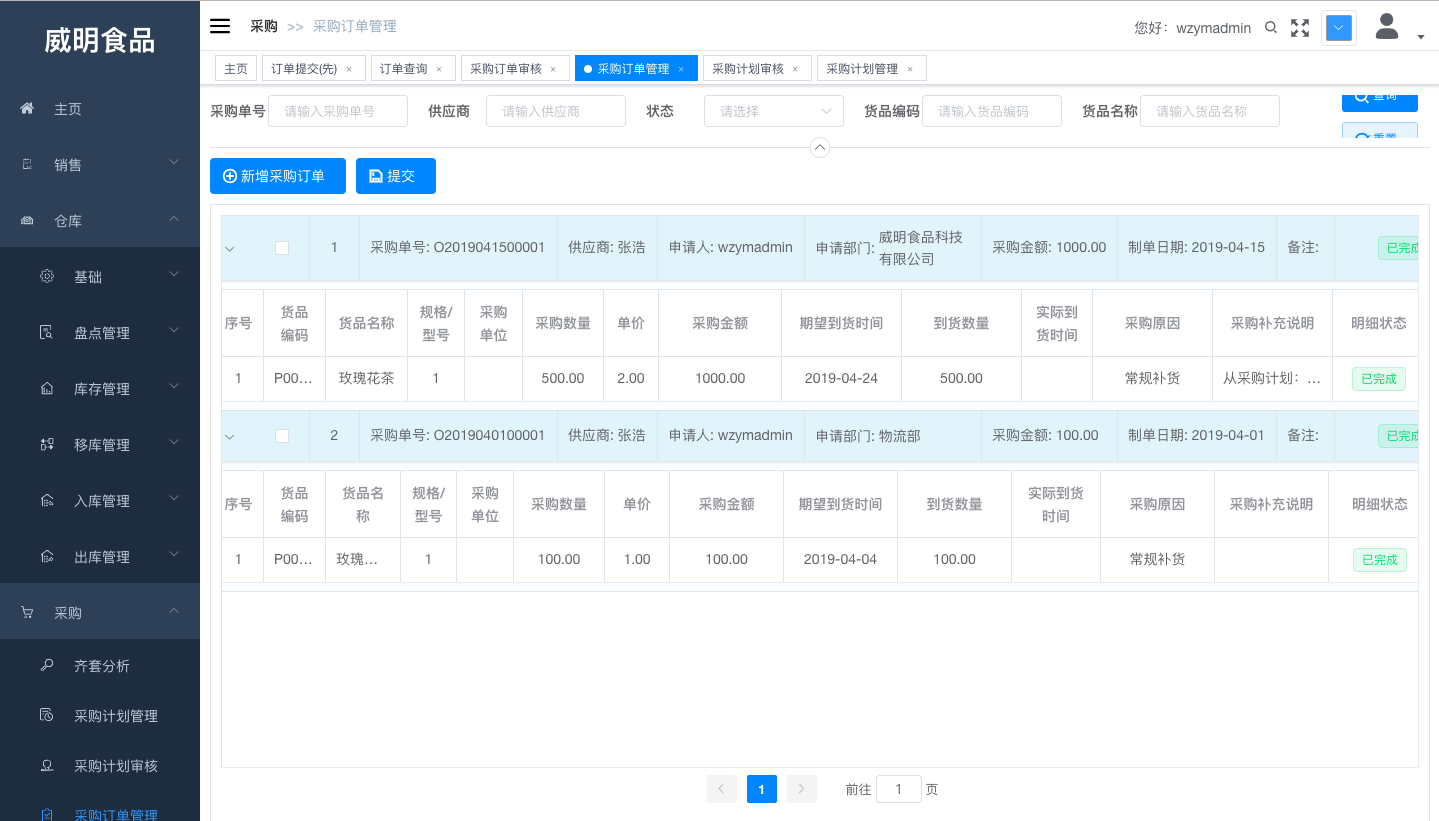 威明食品
主页
销售
仓库
基础
盘点管理
库存管理
移库管理
入库管理
出库管理
采购
齐套分析
采购计划管理
采购计划审核
采购订单管理
采购 >> 采购订单管理
您好： wzymadmin
主页 订单提交(先) × 订单查询 × 采购订单审核 × 采购订单管理 × 采购计划审核 × 采购计划管理 ×
采购单号 请输入采购单号 供应商 请输入供应商 状态 请选择 货品编码 请输入货品编码 货品名称 请输入货品名称 查询
重置
新增采购订单 提交
1 采购单号: O2019041500001 供应商: 张浩 申请人: wzymadmin 申请部门: 威明食品科技有限公司 采购金额: 1000.00 制单日期: 2019-04-15 备注: 已完成
序号 货品编码 货品名称 规格/型号 采购单位 采购数量 单价 采购金额 期望到货时间 到货数量 实际到货时间 采购原因 采购补充说明 明细状态
1 P00... 玫瑰花茶 1 500.00 2.00 1000.00 2019-04-24 500.00 常规补货 从采购计划：... 已完成
2 采购单号: O2019040100001 供应商: 张浩 申请人: wzymadmin 申请部门: 物流部 采购金额: 100.00 制单日期: 2019-04-01 备注: 已完成
序号 货品编码 货品名称 规格/型号 采购单位 采购数量 单价 采购金额 期望到货时间 到货数量 实际到货时间 采购原因 采购补充说明 明细状态
1 P00... 玫瑰... 1 100.00 1.00 100.00 2019-04-04 100.00 常规补货 已完成
1 前往 1 页